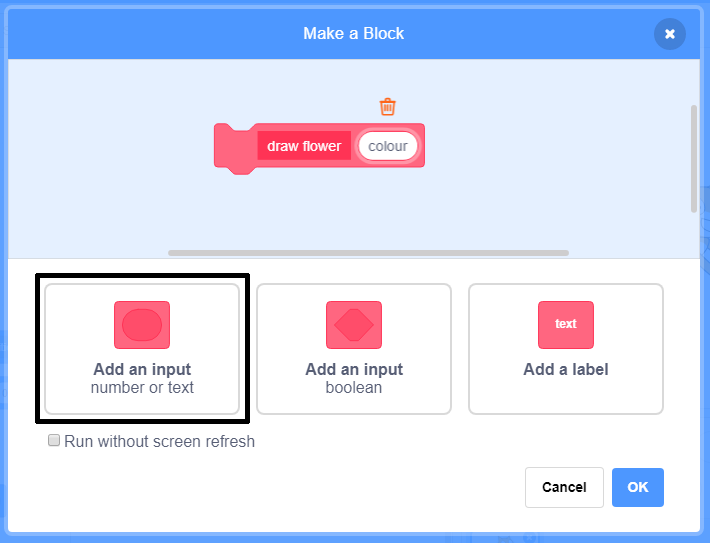 Make a Block
draw flower colour
Add an input
number or text
Add an input
boolean
text
Add a label
Run without screen refresh
Cancel OK